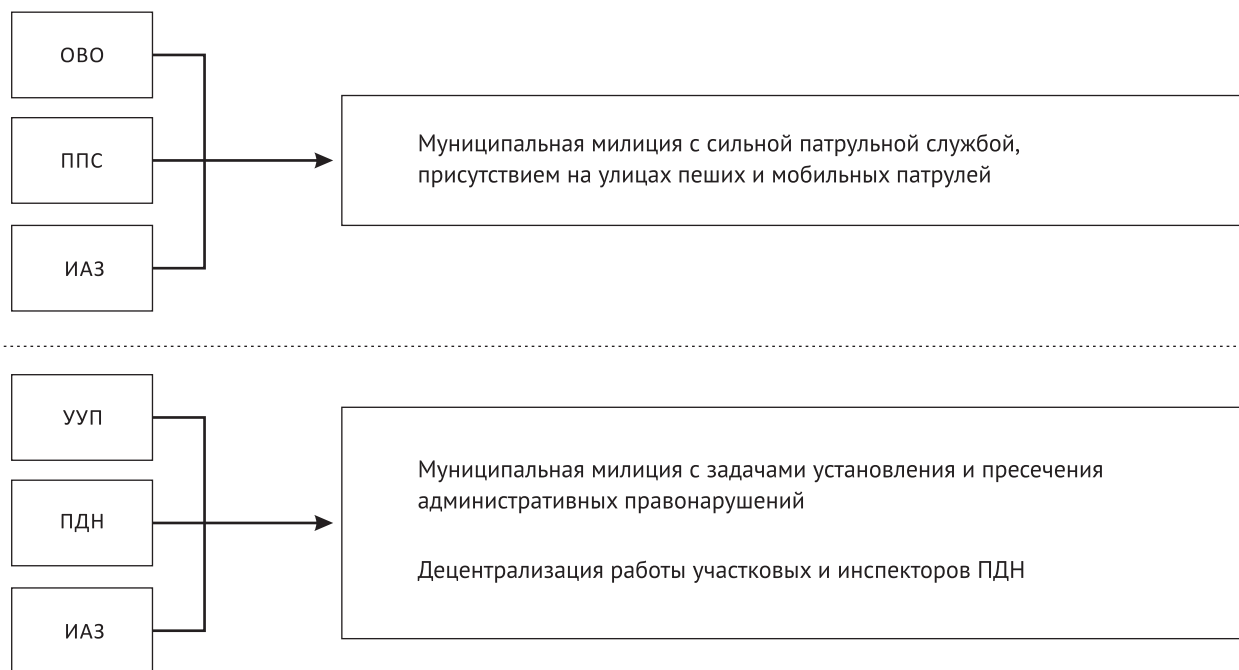 ОВО
ППС
ИАЗ
Муниципальная милиция с сильной патрульной службой,
присутствием на улицах пеших и мобильных патрулей
УУП
ПДН
ИАЗ
Муниципальная милиция с задачами установления и пресечения
административных правонарушений
Децентрализация работы участковых и инспекторов ПДН